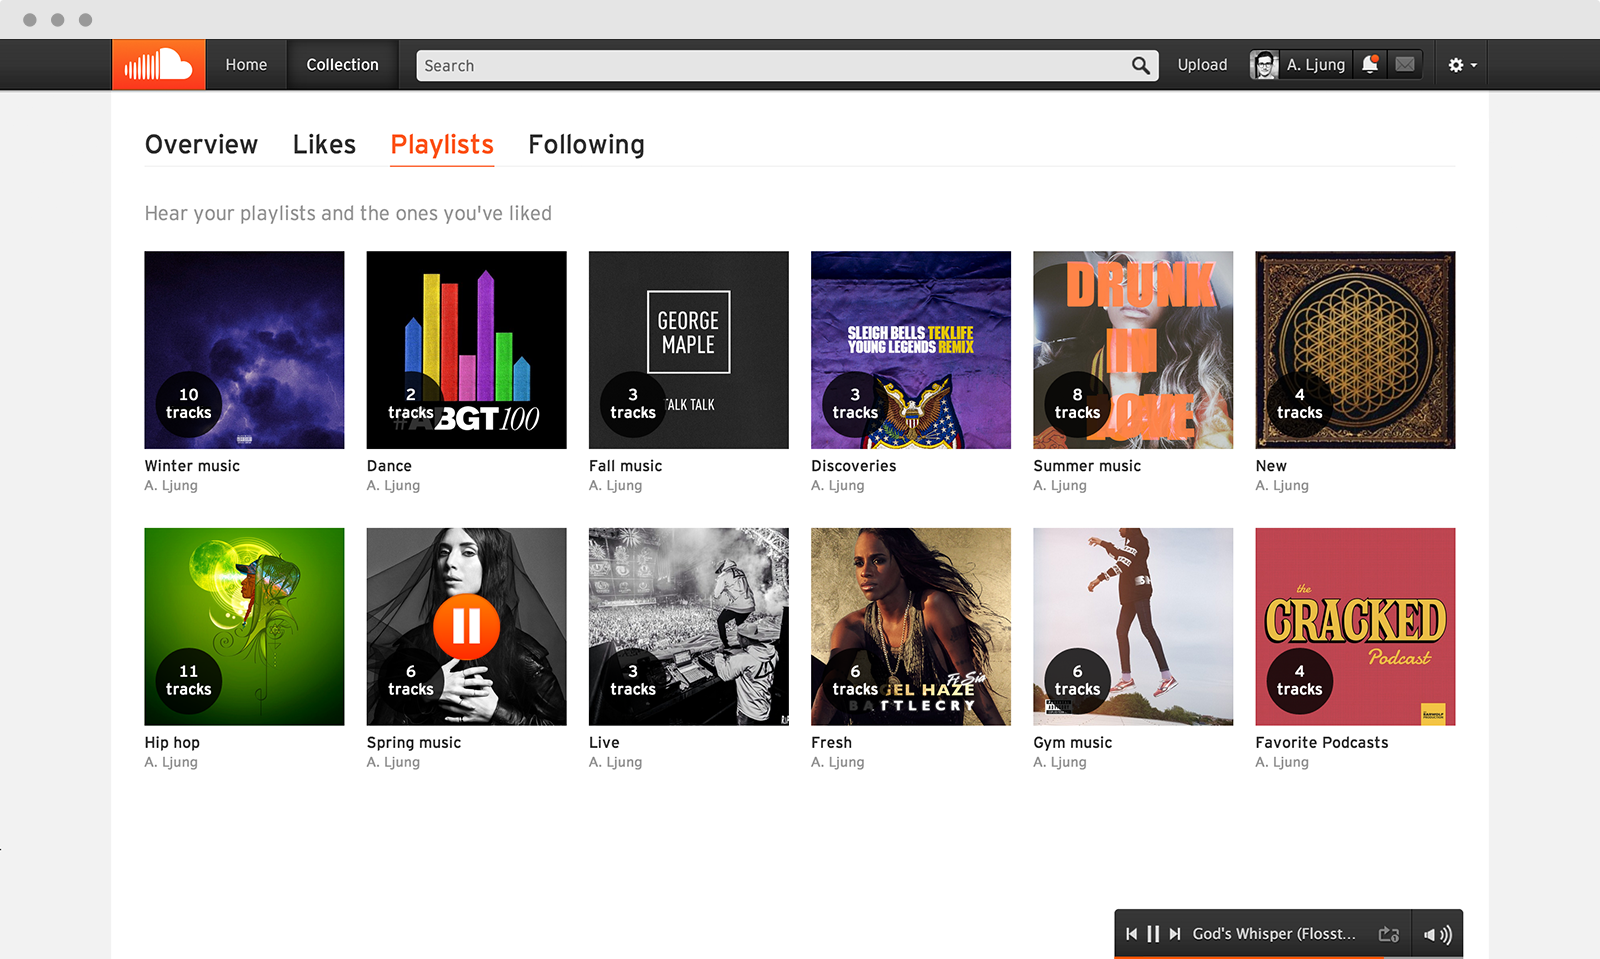 Home
Collection
Search
Upload
A. Ljung
Overview
Likes
Playlists
Following
Hear your playlists and the ones you've liked
10
tracks
Winter music
A. Ljung
2
tracks
#ABGT100
Dance
A. Ljung
GEORGE
MAPLE
TALK TALK
3
tracks
Fall music
A. Ljung
SLEIGH BELLS TEKLIFE
YOUNG LEGENDS REMIX
3
tracks
Discoveries
A. Ljung
DRUNK
IN
LOVE
8
tracks
Summer music
A. Ljung
4
tracks
New
A. Ljung
11
tracks
Hip hop
A. Ljung
6
tracks
Spring music
A. Ljung
3
tracks
Live
A. Ljung
6
tracks
Ft Sia
GEL HAZE
BATTLECRY
Fresh
A. Ljung
6
tracks
Gym music
A. Ljung
the
CRACKED
Podcast
4
tracks
EARWOLF
Favorite Podcasts
A. Ljung
God's Whisper (Flosst...